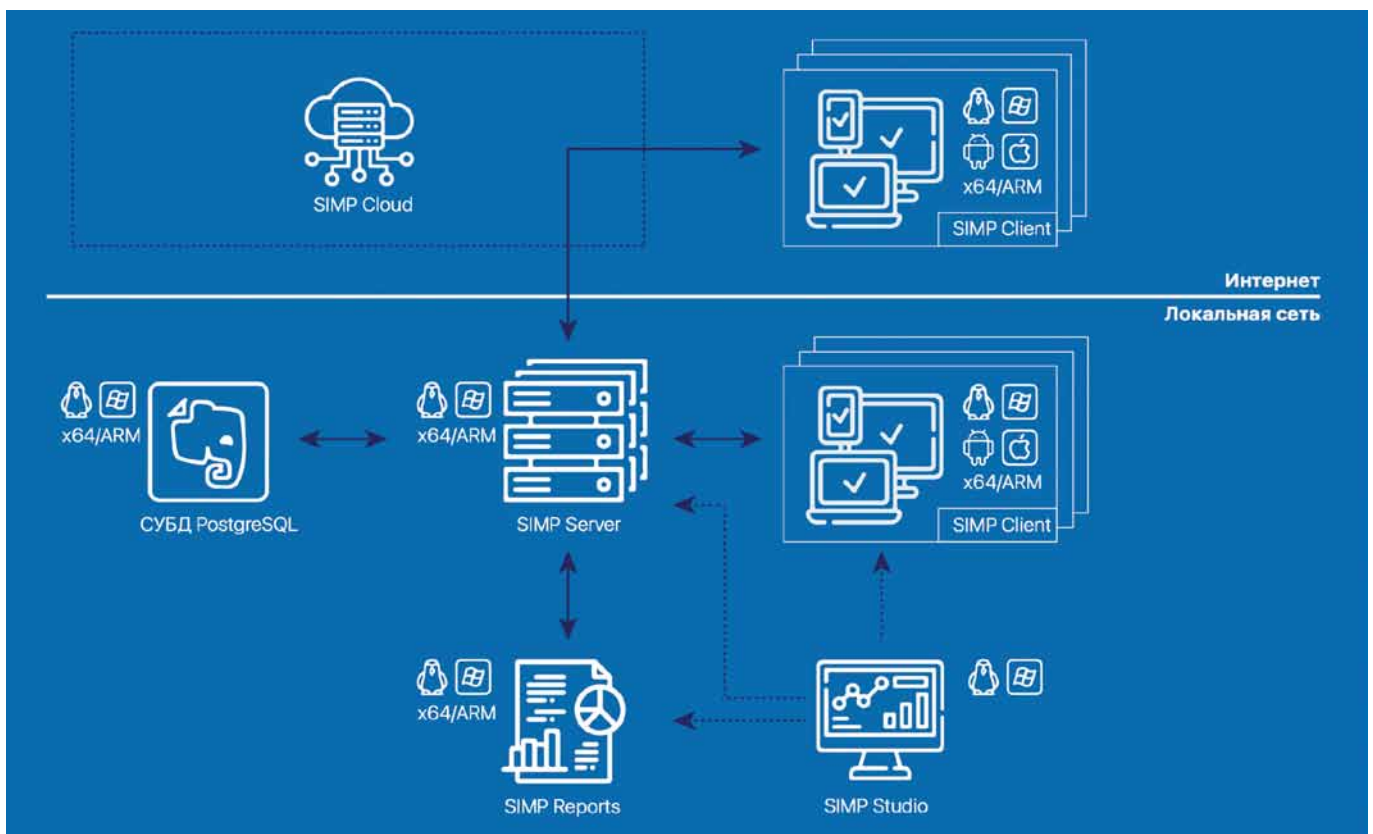 SIMP Cloud
x64/ARM
SIMP Client
Интернет
Локальная сеть
x64/ARM
СУБД PostgreSQL
x64/ARM
SIMP Server
x64/ARM
SIMP Client
x64/ARM
SIMP Reports
SIMP Studio